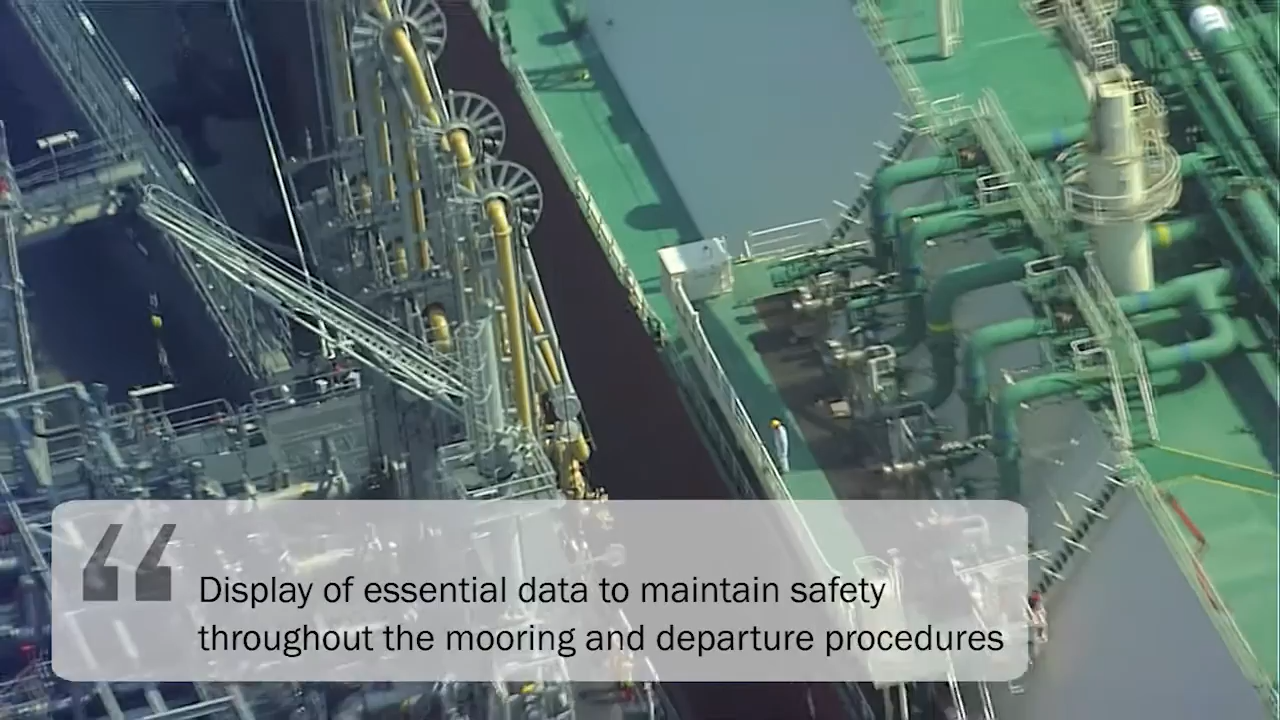 “
Display of essential data to maintain safety
throughout the mooring and departure procedures